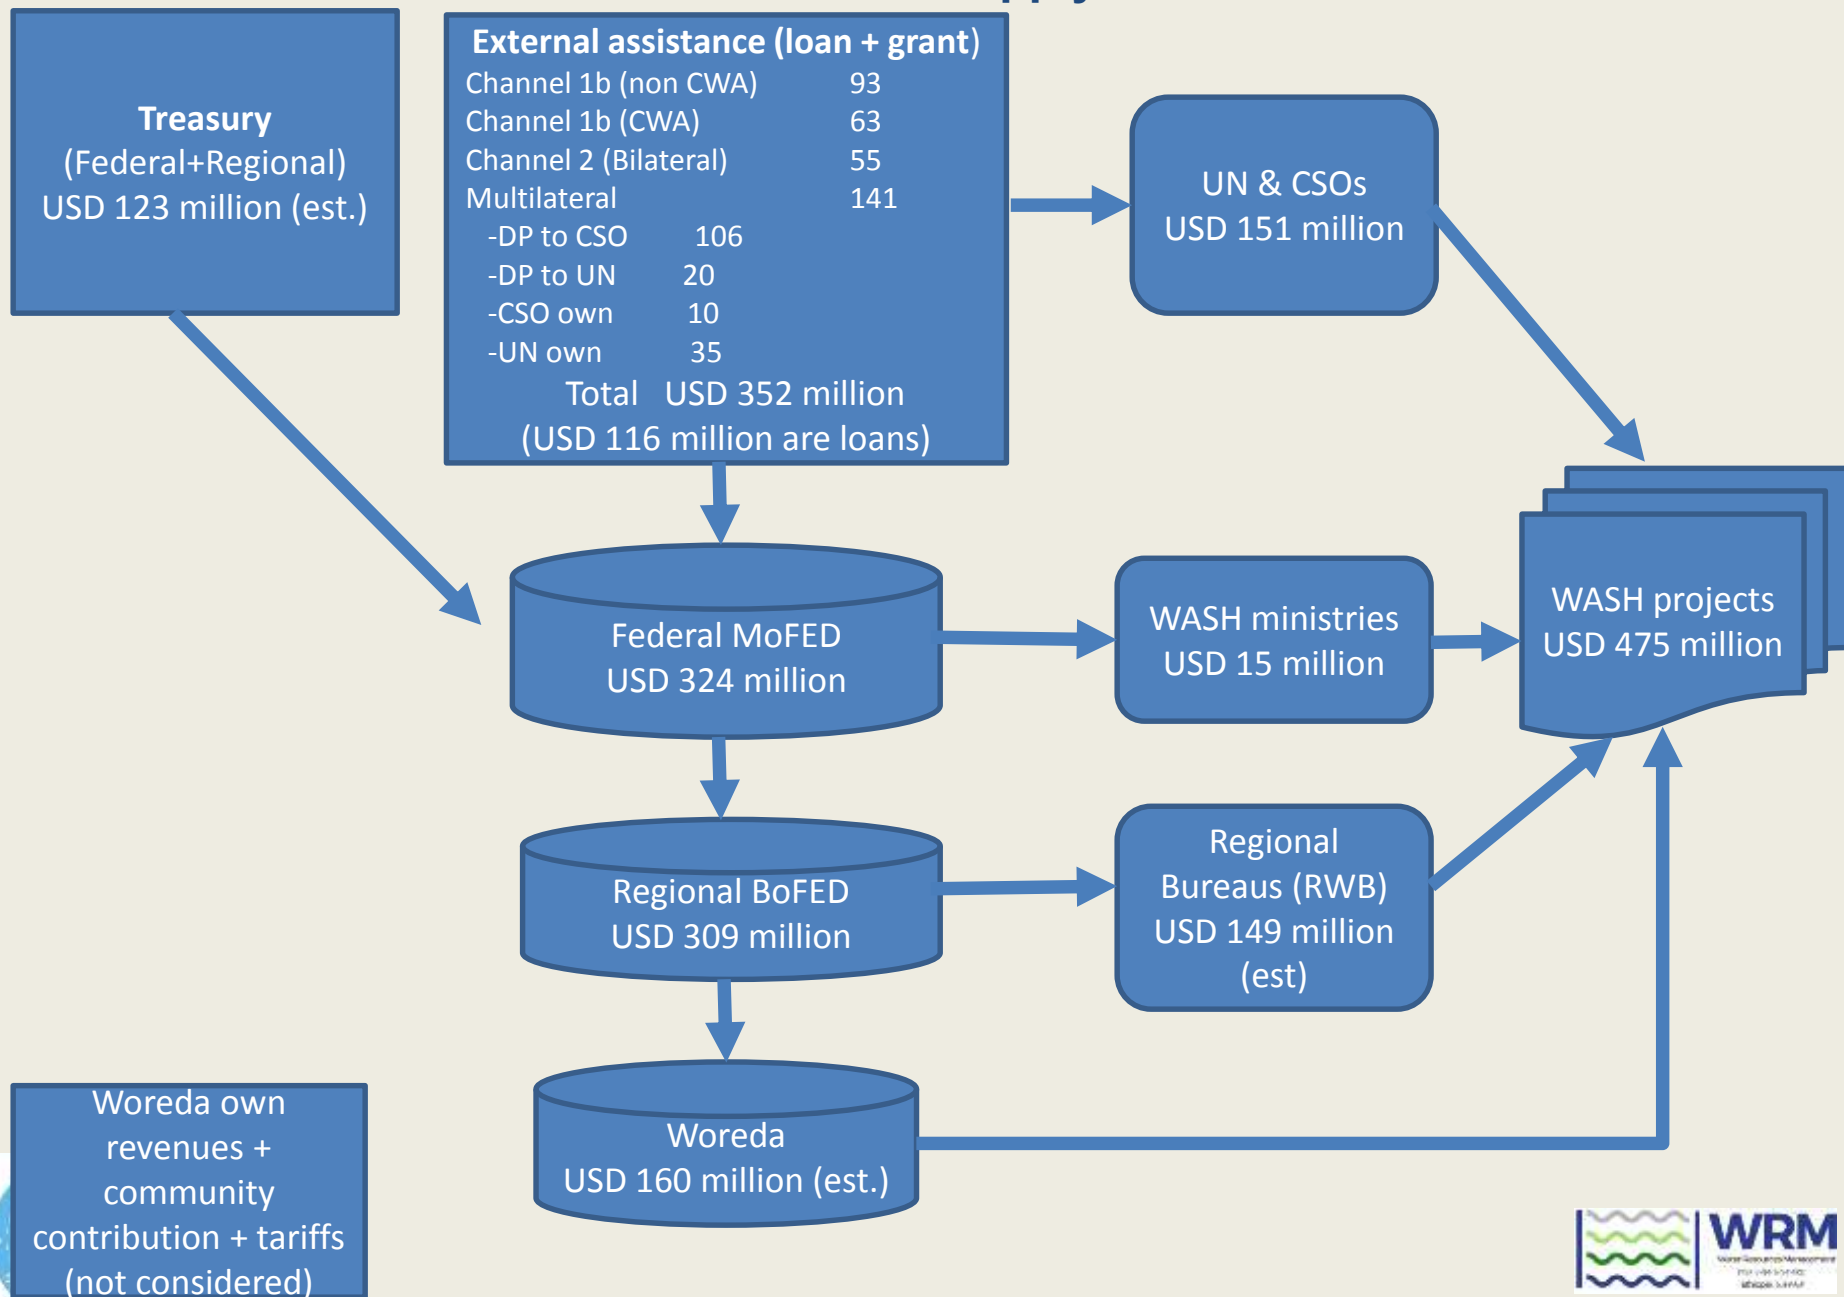 Treasury
(Federal+Regional)
USD 123 million (est.)
External assistance (loan + grant)
Channel 1b (non CWA) 93
Channel 1b (CWA) 63
Channel 2 (Bilateral) 55
Multilateral 141
-DP to CSO 106
-DP to UN 20
-CSO own 10
-UN own 35
Total USD 352 million
(USD 116 million are loans)
UN & CSOs
USD 151 million
Federal MoFED
USD 324 million
WASH ministries
USD 15 million
WASH projects
USD 475 million
Regional BoFED
USD 309 million
Regional
Bureaus (RWB)
USD 149 million
(est)
Woreda
USD 160 million (est.)
Woreda own
revenues +
community
contribution + tariffs
(not considered)
WRM
Water Resources Management